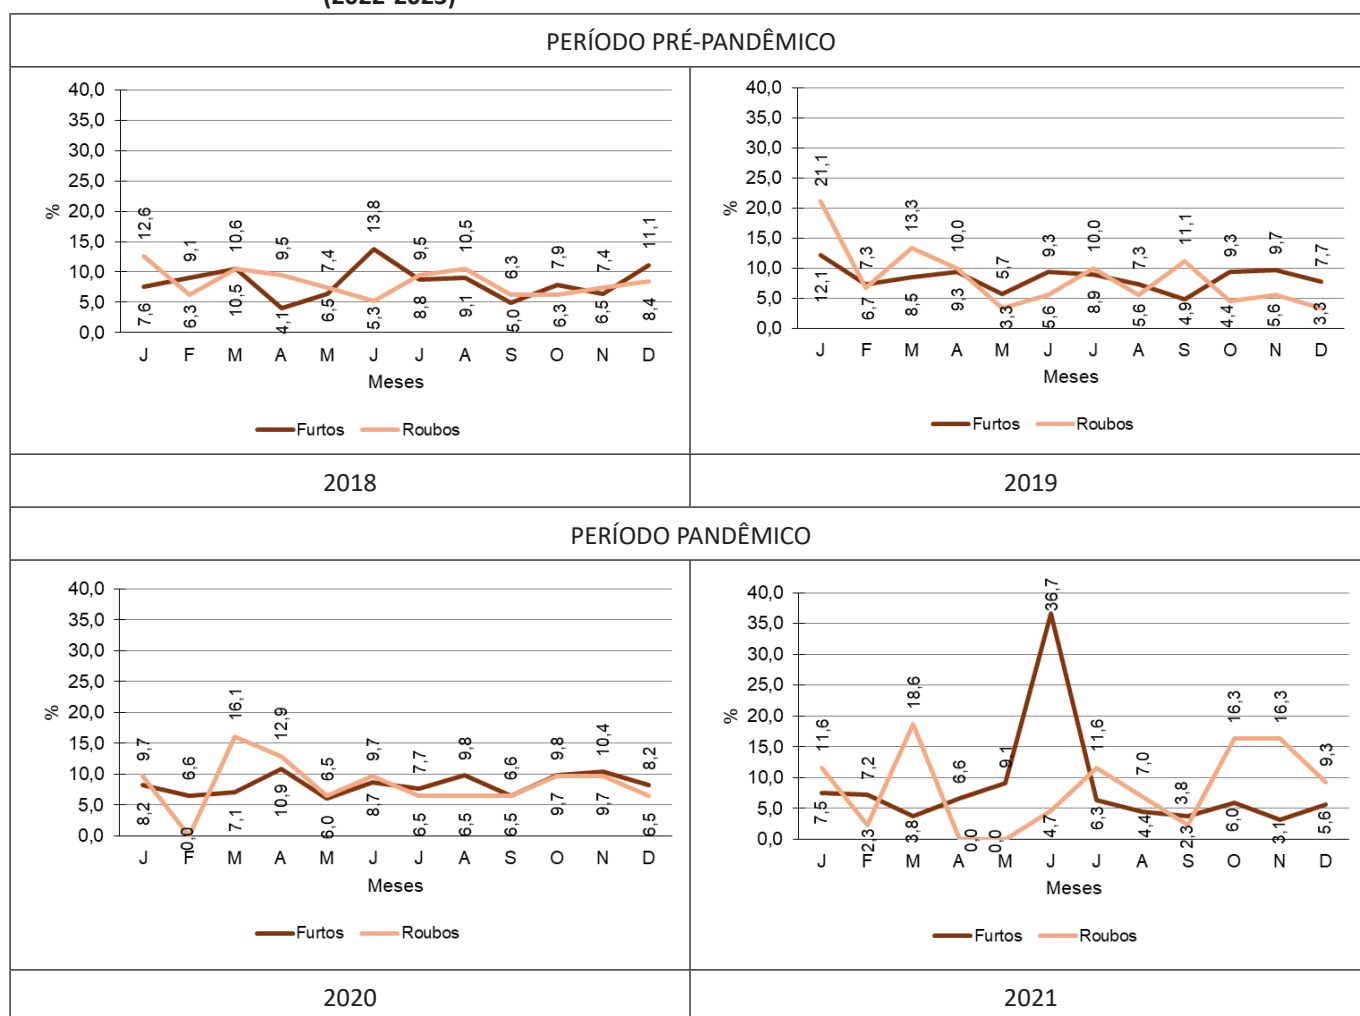 (2022-2023)
PERÍODO PRÉ-PANDÊMICO
40,0
35,0
30,0
25,0
20,0
15,0
10,0
5,0
0,0
%
12,6 9,1 10,6 9,5 7,4 13,8 9,5 10,5 6,3 7,9 7,4 11,1
7,6 6,3 10,5 4,1 6,5 5,3 8,8 9,1 5,0 6,3 6,5 8,4
J F M A M J J A S O N D
Meses
Furtos Roubos
40,0
35,0
30,0
25,0
20,0
15,0
10,0
5,0
0,0
%
21,1 7,3 13,3 10,0 5,7 9,3 10,0 7,3 11,1 9,3 9,7 7,7
12,1 6,7 8,5 9,3 3,3 5,6 8,9 5,6 4,9 4,4 5,6 3,3
J F M A M J J A S O N D
Meses
Furtos Roubos
2018 2019
PERÍODO PANDÊMICO
40,0
35,0
30,0
25,0
20,0
15,0
10,0
5,0
0,0
%
9,7 6,6 16,1 12,9 6,5 9,7 7,7 9,8 6,6 9,8 10,4 8,2
8,2 0,0 7,1 10,9 6,0 8,7 6,5 6,5 6,5 9,7 9,7 6,5
J F M A M J J A S O N D
Meses
Furtos Roubos
40,0
35,0
30,0
25,0
20,0
15,0
10,0
5,0
0,0
%
11,6 7,2 18,6 6,6 9,1 36,7 11,6 7,0 3,8 16,3 16,3 9,3
7,5 2,3 3,8 0,0 0,0 4,7 6,3 4,4 2,3 6,0 3,1 5,6
J F M A M J J A S O N D
Meses
Furtos Roubos
2020 2021